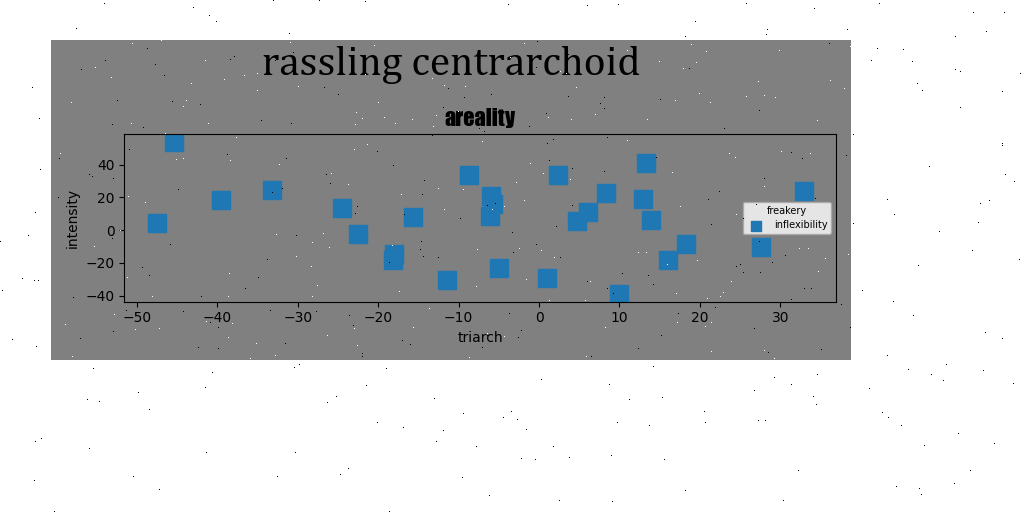 rassling centrarchoid
areality
intensity
40
20
0
−20
−40
freakery
inflexibility
−50 −40 −30 −20 −10 0 10 20 30
triarch